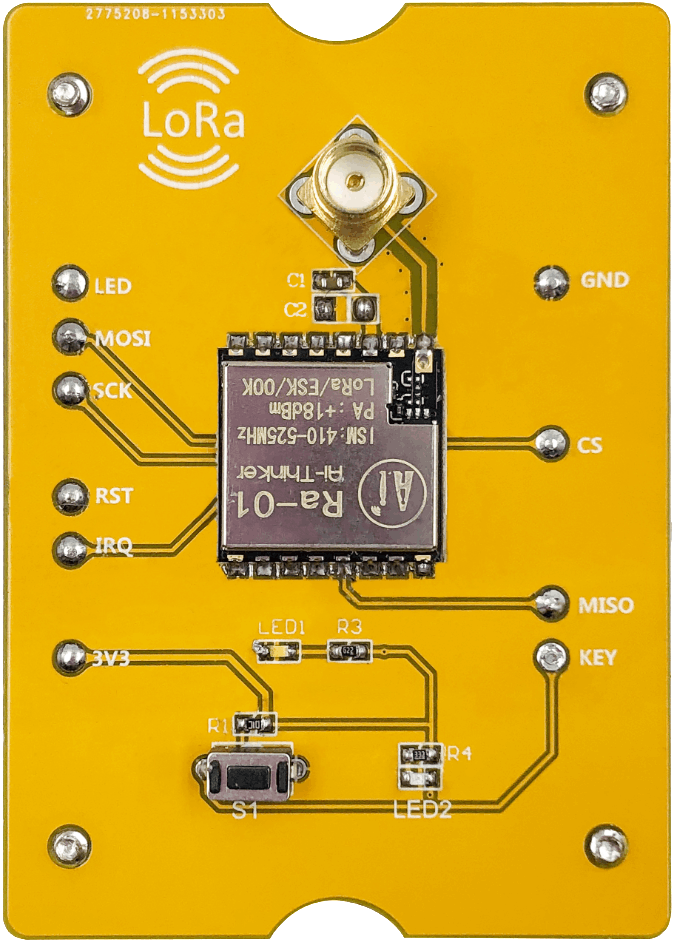 2775208-1153303
LoRa
C1
C2
LED
GND
MOSI
SCK
CS
RST
IRQ
MISO
3V3
KEY
Ra-01
Ai
Ai-Thinker
ISM:410-525MHz
PA:+18dBm
LoRa/ESK/OOK
LED1
R3
R1
R4
S1
LED2